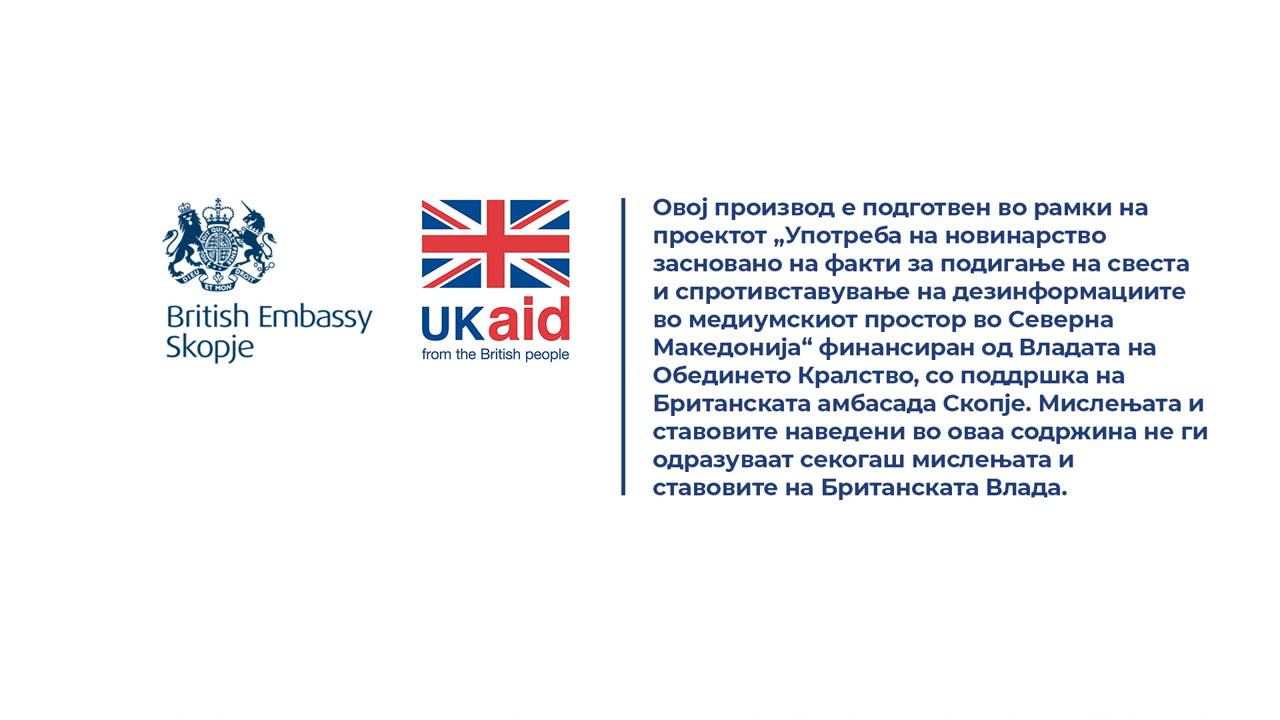 British Embassy
Skopje
UKaid
from the British people
Овој производ е подготвен во рамки на
проектот „Употреба на новинарство
засновано на факти за подигање на свеста
и спротивставување на дезинформациите
во медиумскиот простор во Северна
Македонија“ финансиран од Владата на
Обединето Кралство, со поддршка на
Британската амбасада Скопје. Мислењата и
ставовите наведени во оваа содржина не ги
одразуваат секогаш мислењата и
ставовите на Британската Влада.